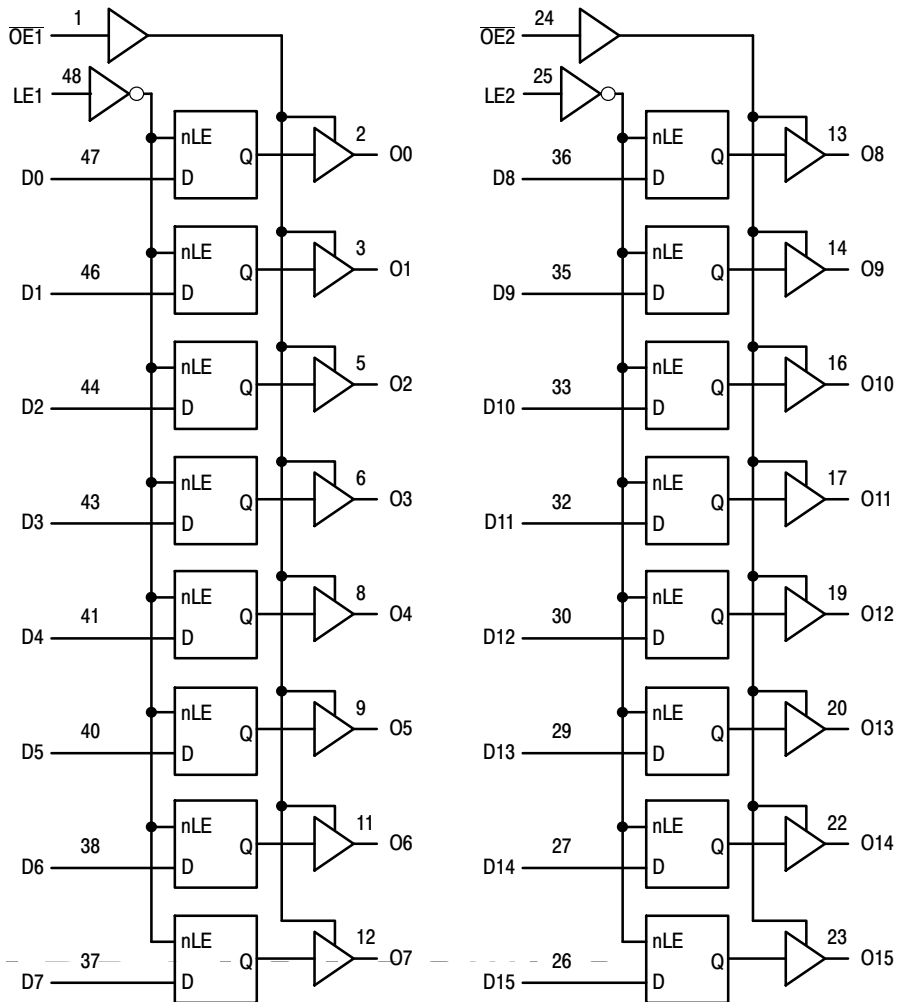 1
O̅E̅1̅
48
LE1
nLE
2
47
Q
O0
D0
D
nLE
3
46
Q
O1
D1
D
nLE
5
44
Q
O2
D2
D
nLE
6
43
Q
O3
D3
D
nLE
8
41
Q
O4
D4
D
nLE
9
40
Q
O5
D5
D
nLE
11
38
Q
O6
D6
D
nLE
12
37
Q
O7
D7
D
24
O̅E̅2̅
25
LE2
nLE
13
36
Q
O8
D8
D
nLE
14
35
Q
O9
D9
D
nLE
16
33
Q
O10
D10
D
nLE
17
32
Q
O11
D11
D
nLE
19
30
Q
O12
D12
D
nLE
20
29
Q
O13
D13
D
nLE
22
27
Q
O14
D14
D
nLE
23
26
Q
O15
D15
D